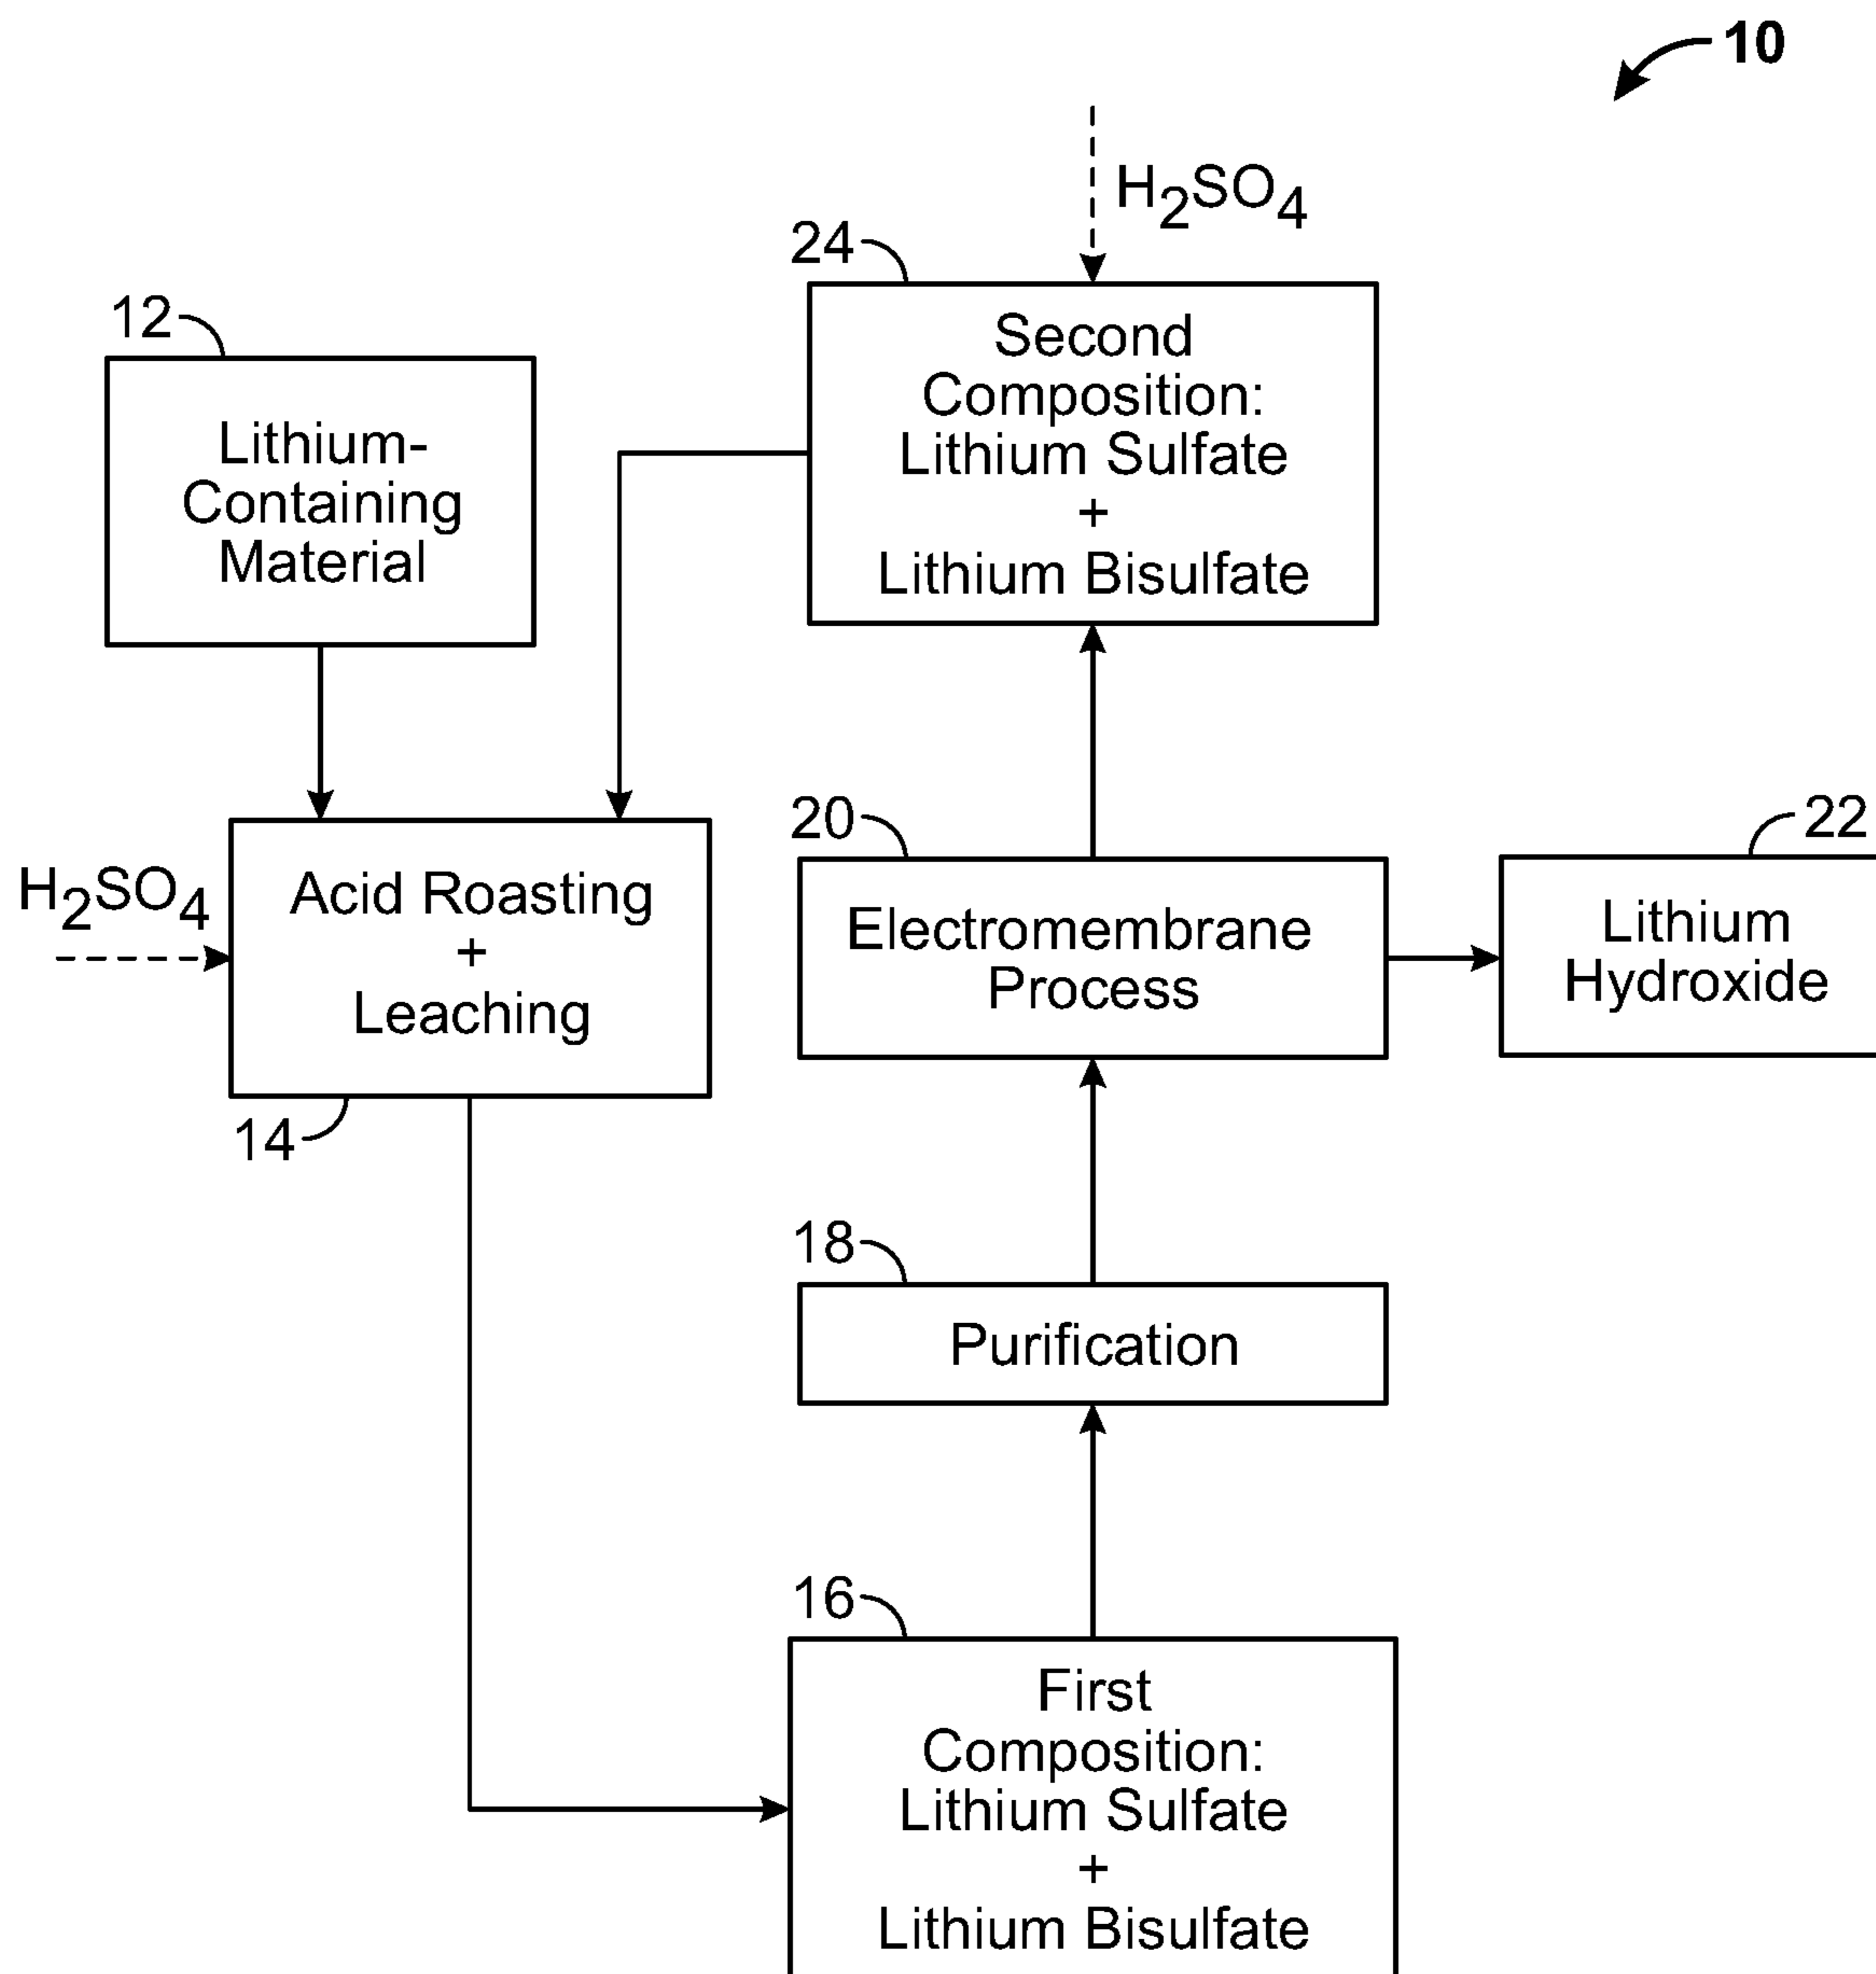 10
H2SO4
24
Second
Composition:
Lithium Sulfate
+
Lithium Bisulfate
12
Lithium-
Containing
Material
H2SO4
Acid Roasting
+
Leaching
14
20
Electromembrane
Process
22
Lithium
Hydroxide
18
Purification
16
First
Composition:
Lithium Sulfate
+
Lithium Bisulfate